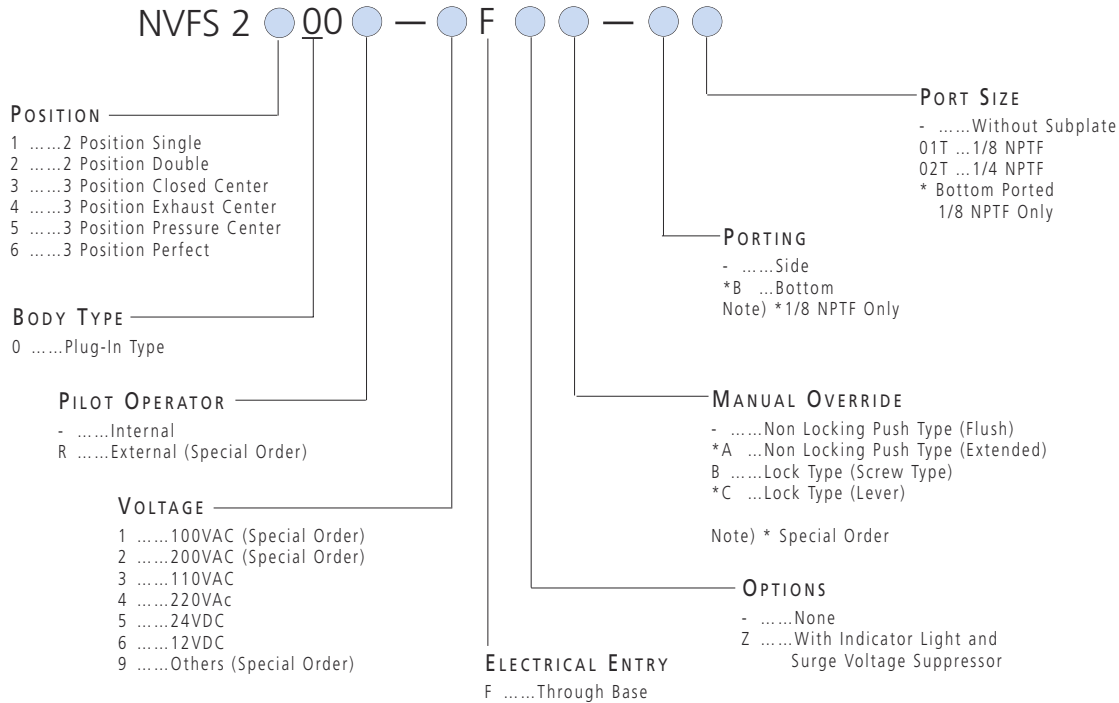 NVFS 2 00 — F —
POSITION
1 ......2 Position Single
2 ......2 Position Double
3 ......3 Position Closed Center
4 ......3 Position Exhaust Center
5 ......3 Position Pressure Center
6 ......3 Position Perfect
BODY TYPE
0 ......Plug-In Type
PILOT OPERATOR
- ......Internal
R ......External (Special Order)
VOLTAGE
1 ......100VAC (Special Order)
2 ......200VAC (Special Order)
3 ......110VAC
4 ......220VAc
5 ......24VDC
6 ......12VDC
9 ......Others (Special Order)
ELECTRICAL ENTRY
F ......Through Base
OPTIONS
- ......None
Z ......With Indicator Light and
Surge Voltage Suppressor
MANUAL OVERRIDE
- ......Non Locking Push Type (Flush)
*A ...Non Locking Push Type (Extended)
B ......Lock Type (Screw Type)
*C ...Lock Type (Lever)
Note) * Special Order
PORTING
- ......Side
*B ...Bottom
Note) *1/8 NPTF Only
PORT SIZE
- ......Without Subplate
01T ...1/8 NPTF
02T ...1/4 NPTF
* Bottom Ported
1/8 NPTF Only